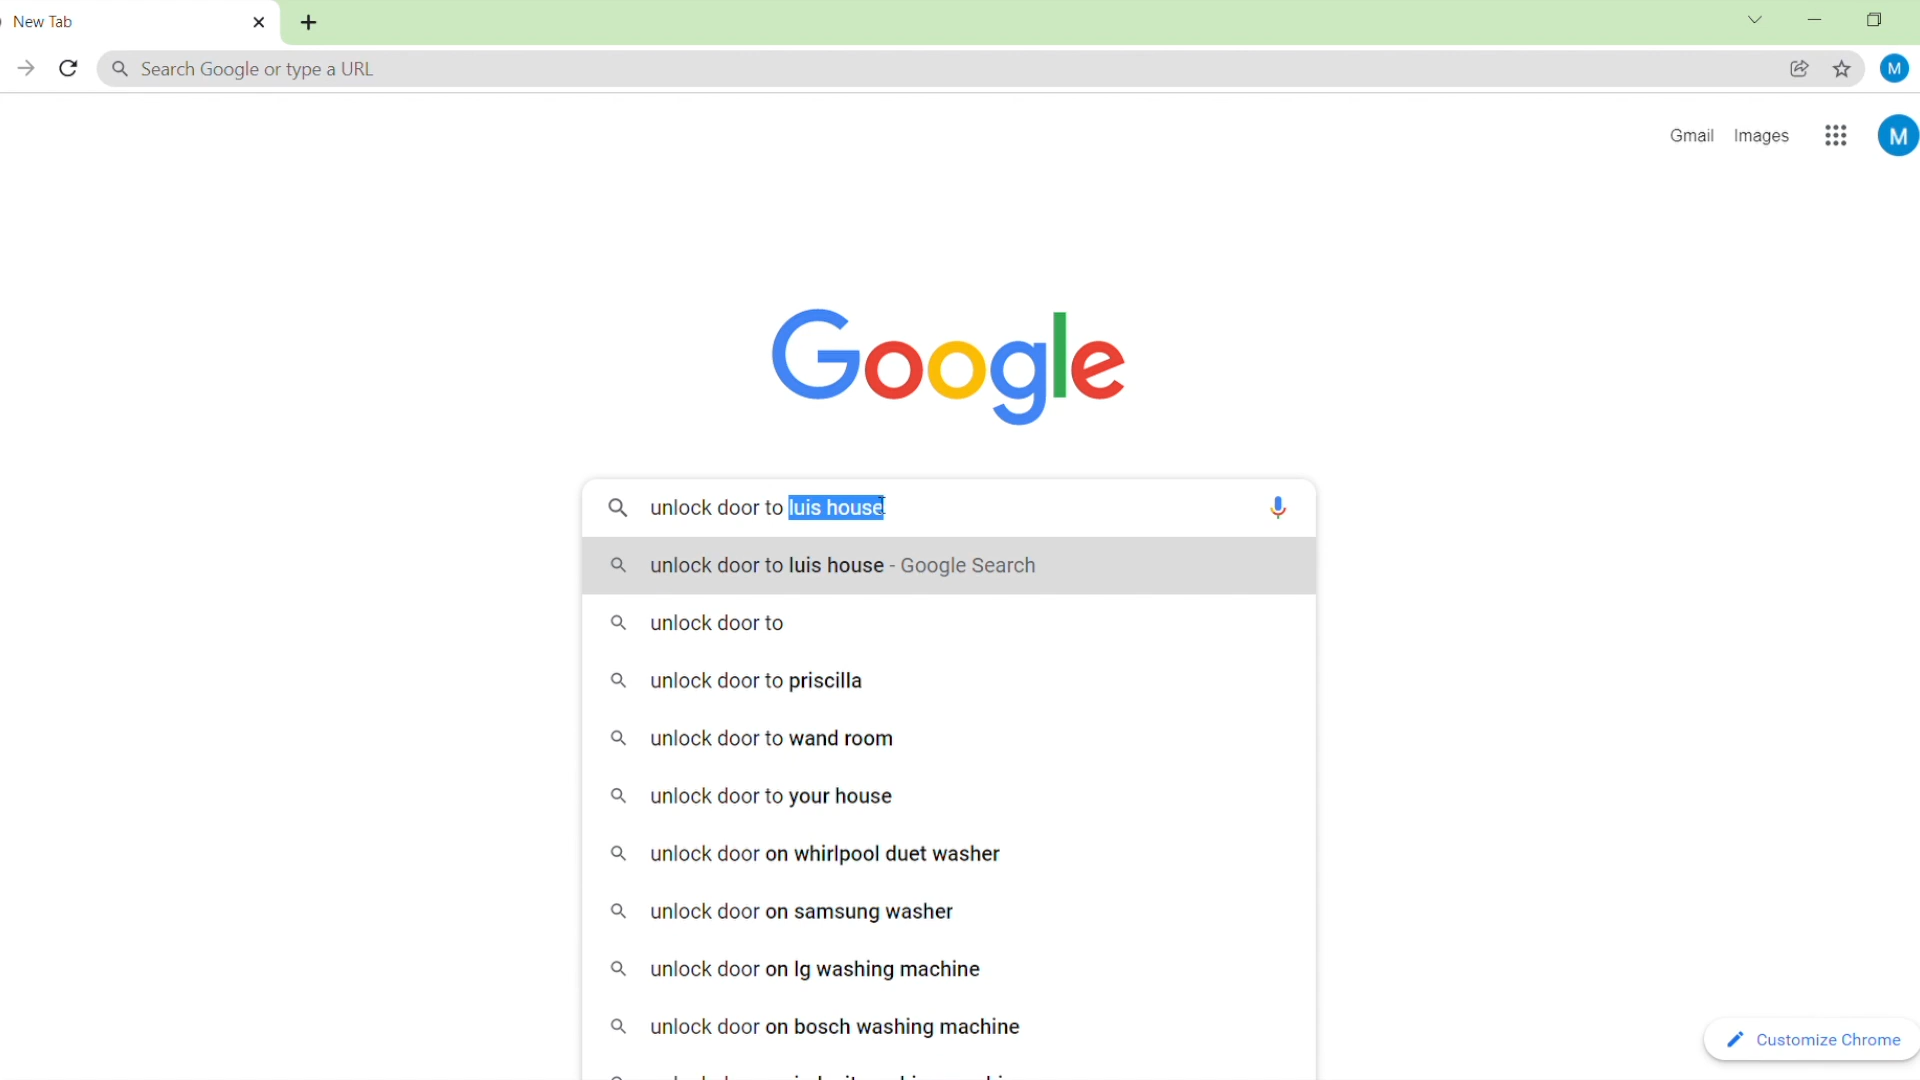 New Tab
Search Google or type a URL
M
Gmail Images
M
Google
unlock door to luis house
unlock door to luis house - Google Search
unlock door to
unlock door to priscilla
unlock door to wand room
unlock door to your house
unlock door on whirlpool duet washer
unlock door on samsung washer
unlock door on lg washing machine
unlock door on bosch washing machine
Customize Chrome